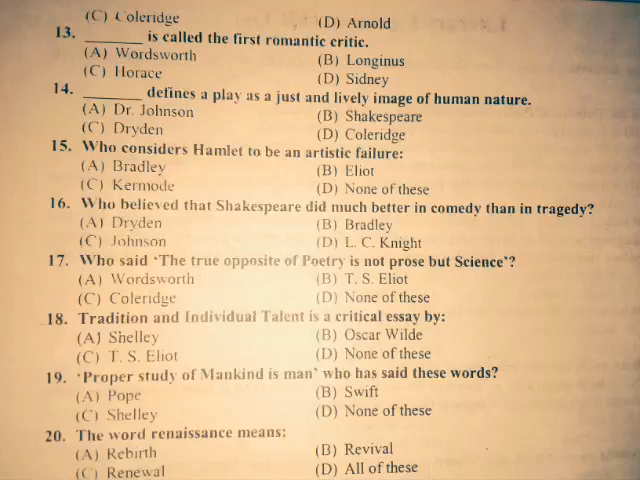 (C) Coleridge (D) Arnold
13. ______ is called the first romantic critic.
(A) Wordsworth (B) Longinus
(C) Horace (D) Sidney
14. ______ defines a play as a just and lively image of human nature.
(A) Dr. Johnson (B) Shakespeare
(C) Dryden (D) Coleridge
15. Who considers Hamlet to be an artistic failure:
(A) Bradley (B) Eliot
(C) Kermode (D) None of these
16. Who believed that Shakespeare did much better in comedy than in tragedy?
(A) Dryden (B) Bradley
(C) Johnson (D) L. C. Knight
17. Who said 'The true opposite of Poetry is not prose but Science'?
(A) Wordsworth (B) T. S. Eliot
(C) Coleridge (D) None of these
18. Tradition and Individual Talent is a critical essay by:
(A) Shelley (B) Oscar Wilde
(C) T. S. Eliot (D) None of these
19. 'Proper study of Mankind is man' who has said these words?
(A) Pope (B) Swift
(C) Shelley (D) None of these
20. The word renaissance means:
(A) Rebirth (B) Revival
(C) Renewal (D) All of these